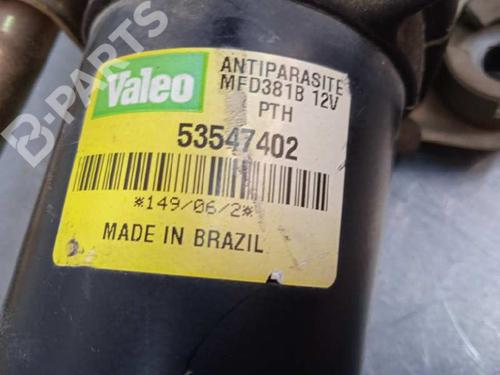 B-PARTS
Valeo
ANTIPARASITE
MFD381B 12V
PTH
53547402
*149/06/2*
MADE IN BRAZIL